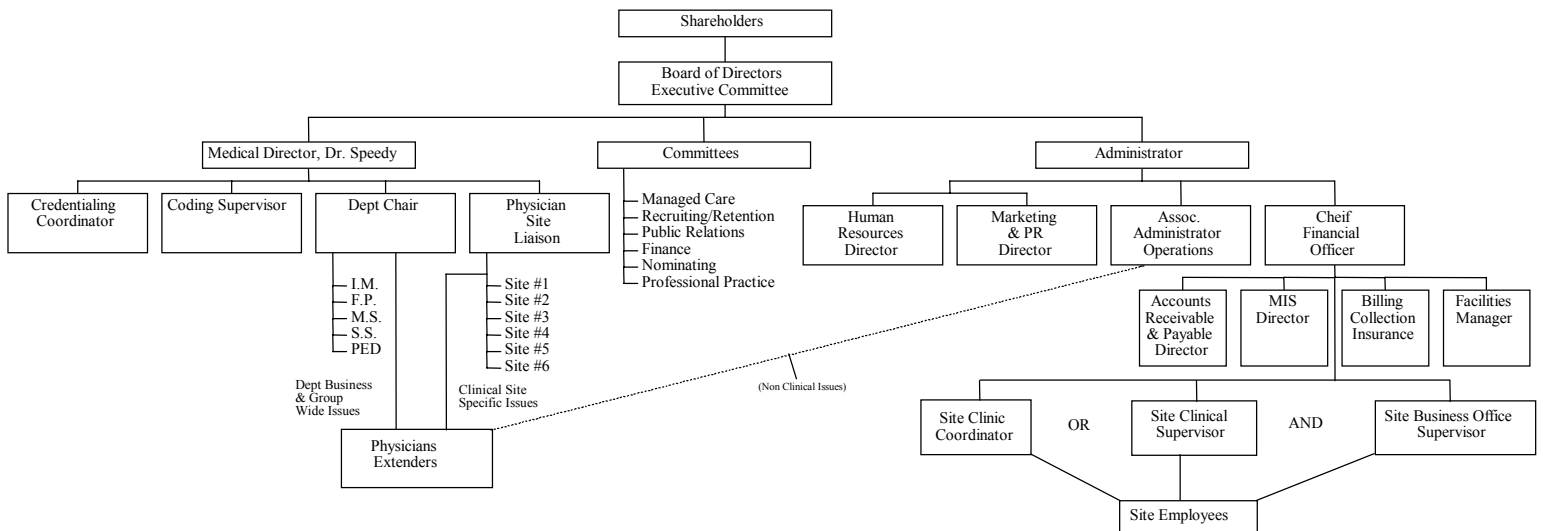 Shareholders
Board of Directors
Executive Committee
Medical Director, Dr. Speedy
Committees
Administrator
Credentialing
Coordinator
Coding Supervisor
Dept Chair
Physician
Site
Liaison
Managed Care
Recruiting/Retention
Public Relations
Finance
Nominating
Professional Practice
Human
Resources
Director
Marketing
& PR
Director
Assoc.
Administrator
Operations
Cheif
Financial
Officer
I.M.
F.P.
M.S.
S.S.
PED
Site #1
Site #2
Site #3
Site #4
Site #5
Site #6
Accounts
Receivable
& Payable
Director
MIS
Director
Billing
Collection
Insurance
Facilities
Manager
Dept Business
& Group
Wide Issues
Clinical Site
Specific Issues
(Non Clinical Issues)
Physicians
Extenders
Site Clinic
Coordinator
OR
Site Clinical
Supervisor
AND
Site Business Office
Supervisor
Site Employees